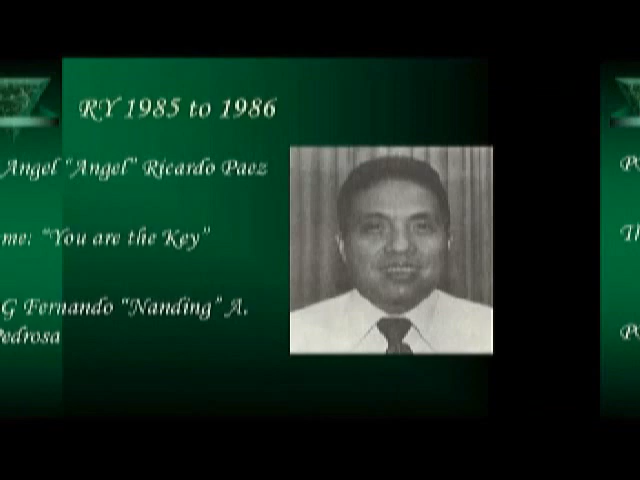 RY 1985 to 1986
Angel “Angel” Ricardo Paez
me: “You are the Key”
G Fernando “Nanding” A.
Pedrosa